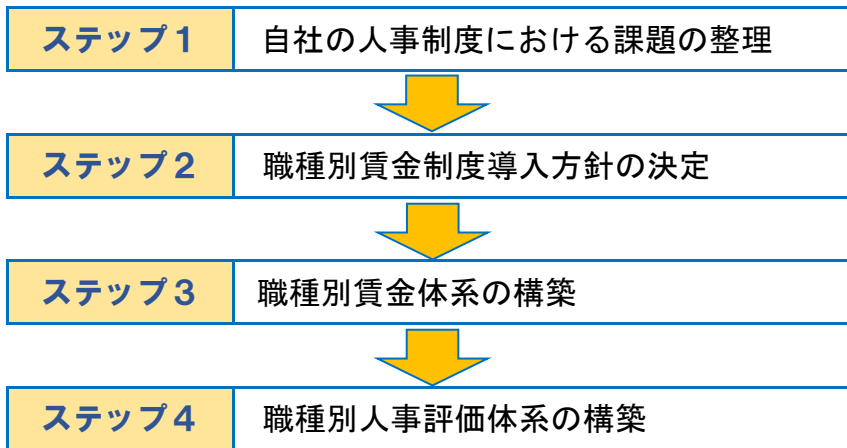 ステップ1 自社の人事制度における課題の整理
ステップ2 職種別賃金制度導入方針の決定
ステップ3 職種別賃金体系の構築
ステップ4 職種別人事評価体系の構築